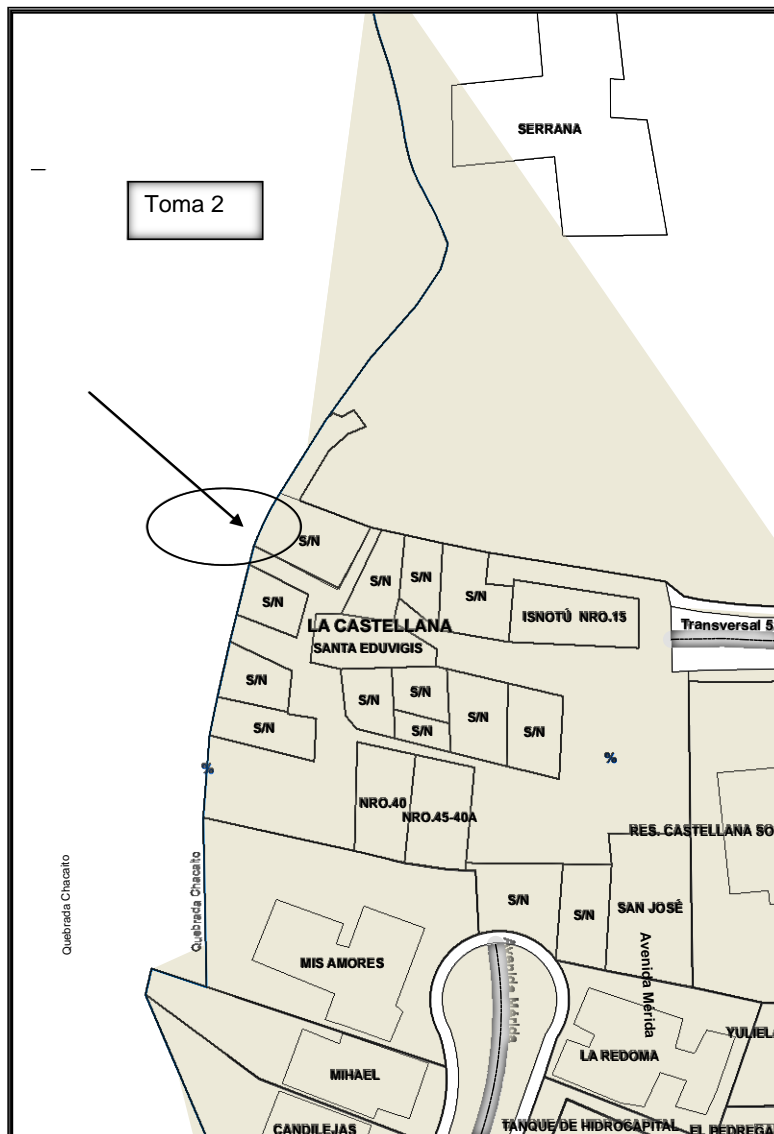 SERRANA
Toma 2
S/N
S/N
S/N
S/N
S/N
ISNOTÚ NRO.15
LA CASTELLANA
Transversal 5
SANTA EDUVIGIS
S/N
S/N
S/N
S/N
S/N
S/N
S/N
%
%
NRO.40
NRO.45-40A
RES. CASTELLANA SO
Quebrada Chacaito
Quebrada Chacaito
S/N
S/N
SAN JOSÉ
Avenida Mérida
Avenida Mérida
MIS AMORES
YULIELA
LA REDOMA
MIHAEL
CANDILEJAS
TANQUE DE HIDROCAPITAL
EL PEDREGA